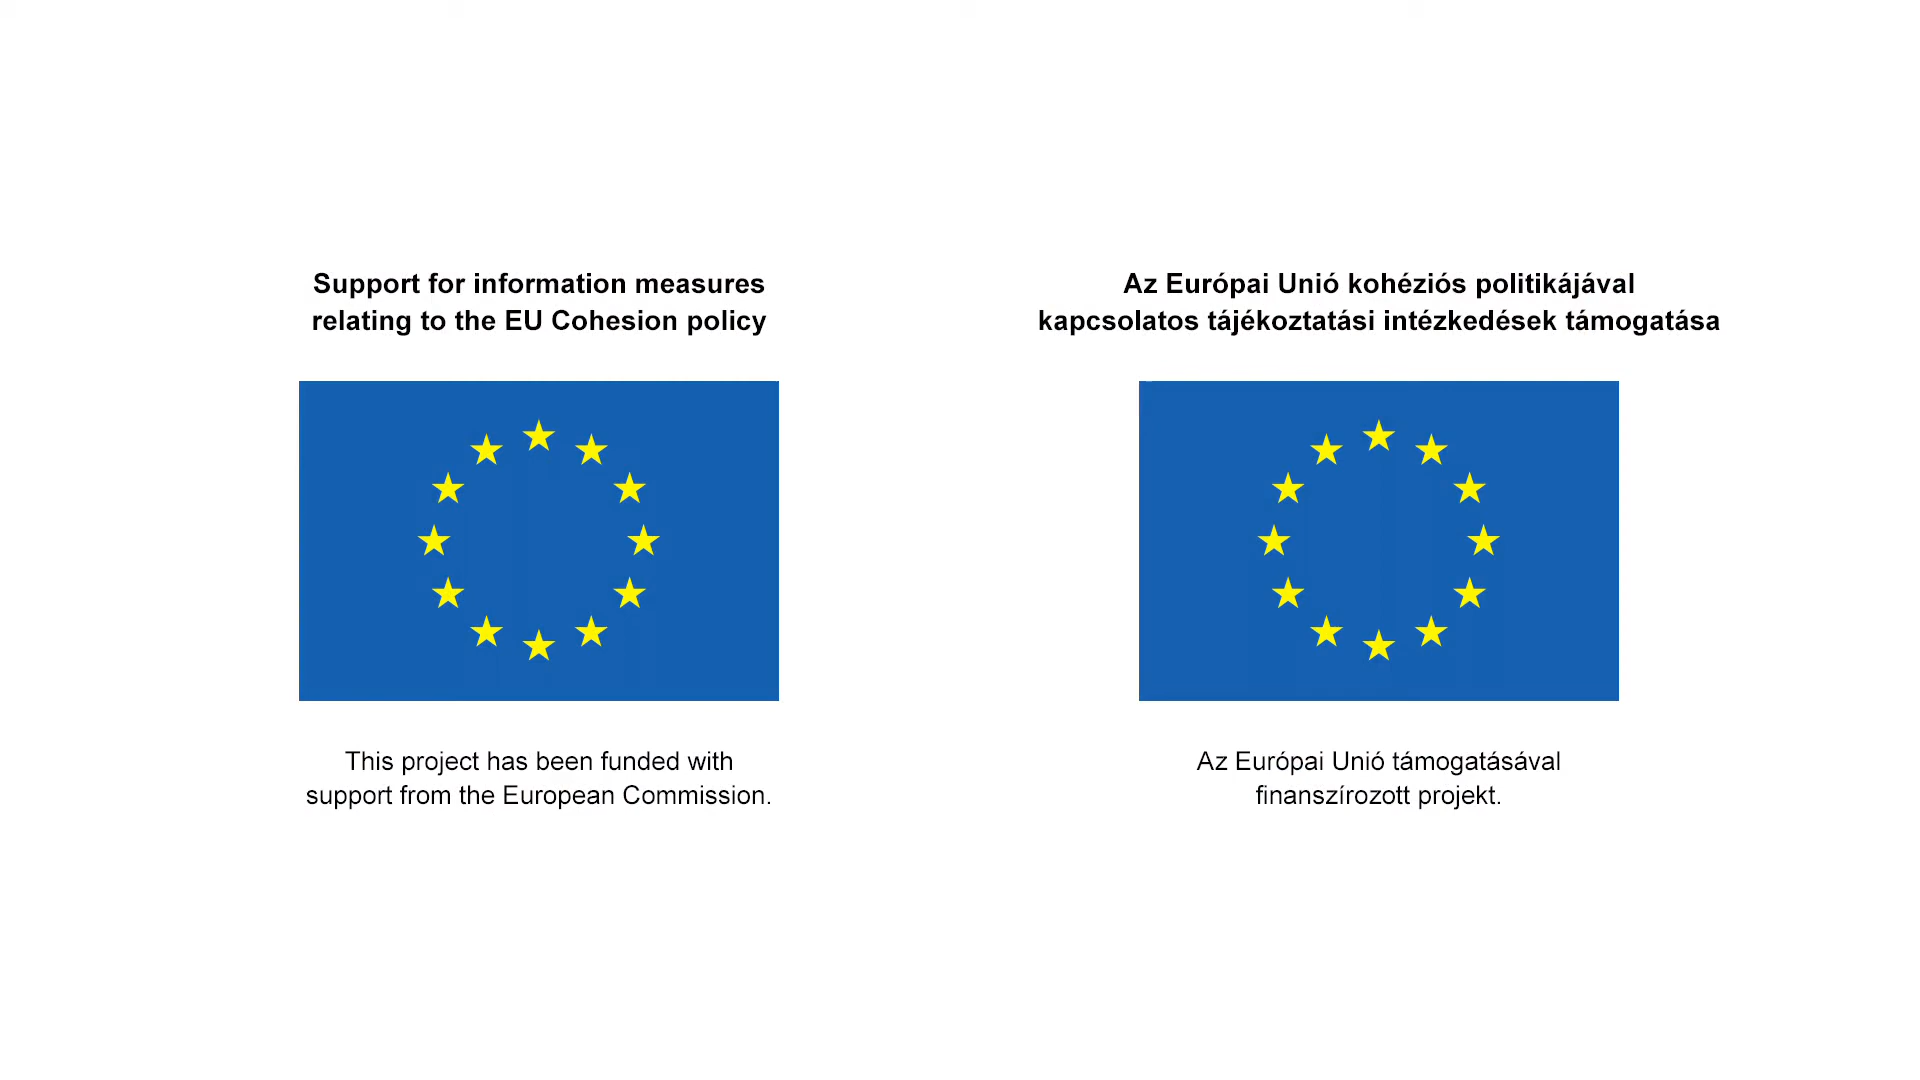 Support for information measures
relating to the EU Cohesion policy
This project has been funded with
support from the European Commission.
Az Európai Unió kohéziós politikájával
kapcsolatos tájékoztatási intézkedések támogatása
Az Európai Unió támogatásával
finanszírozott projekt.